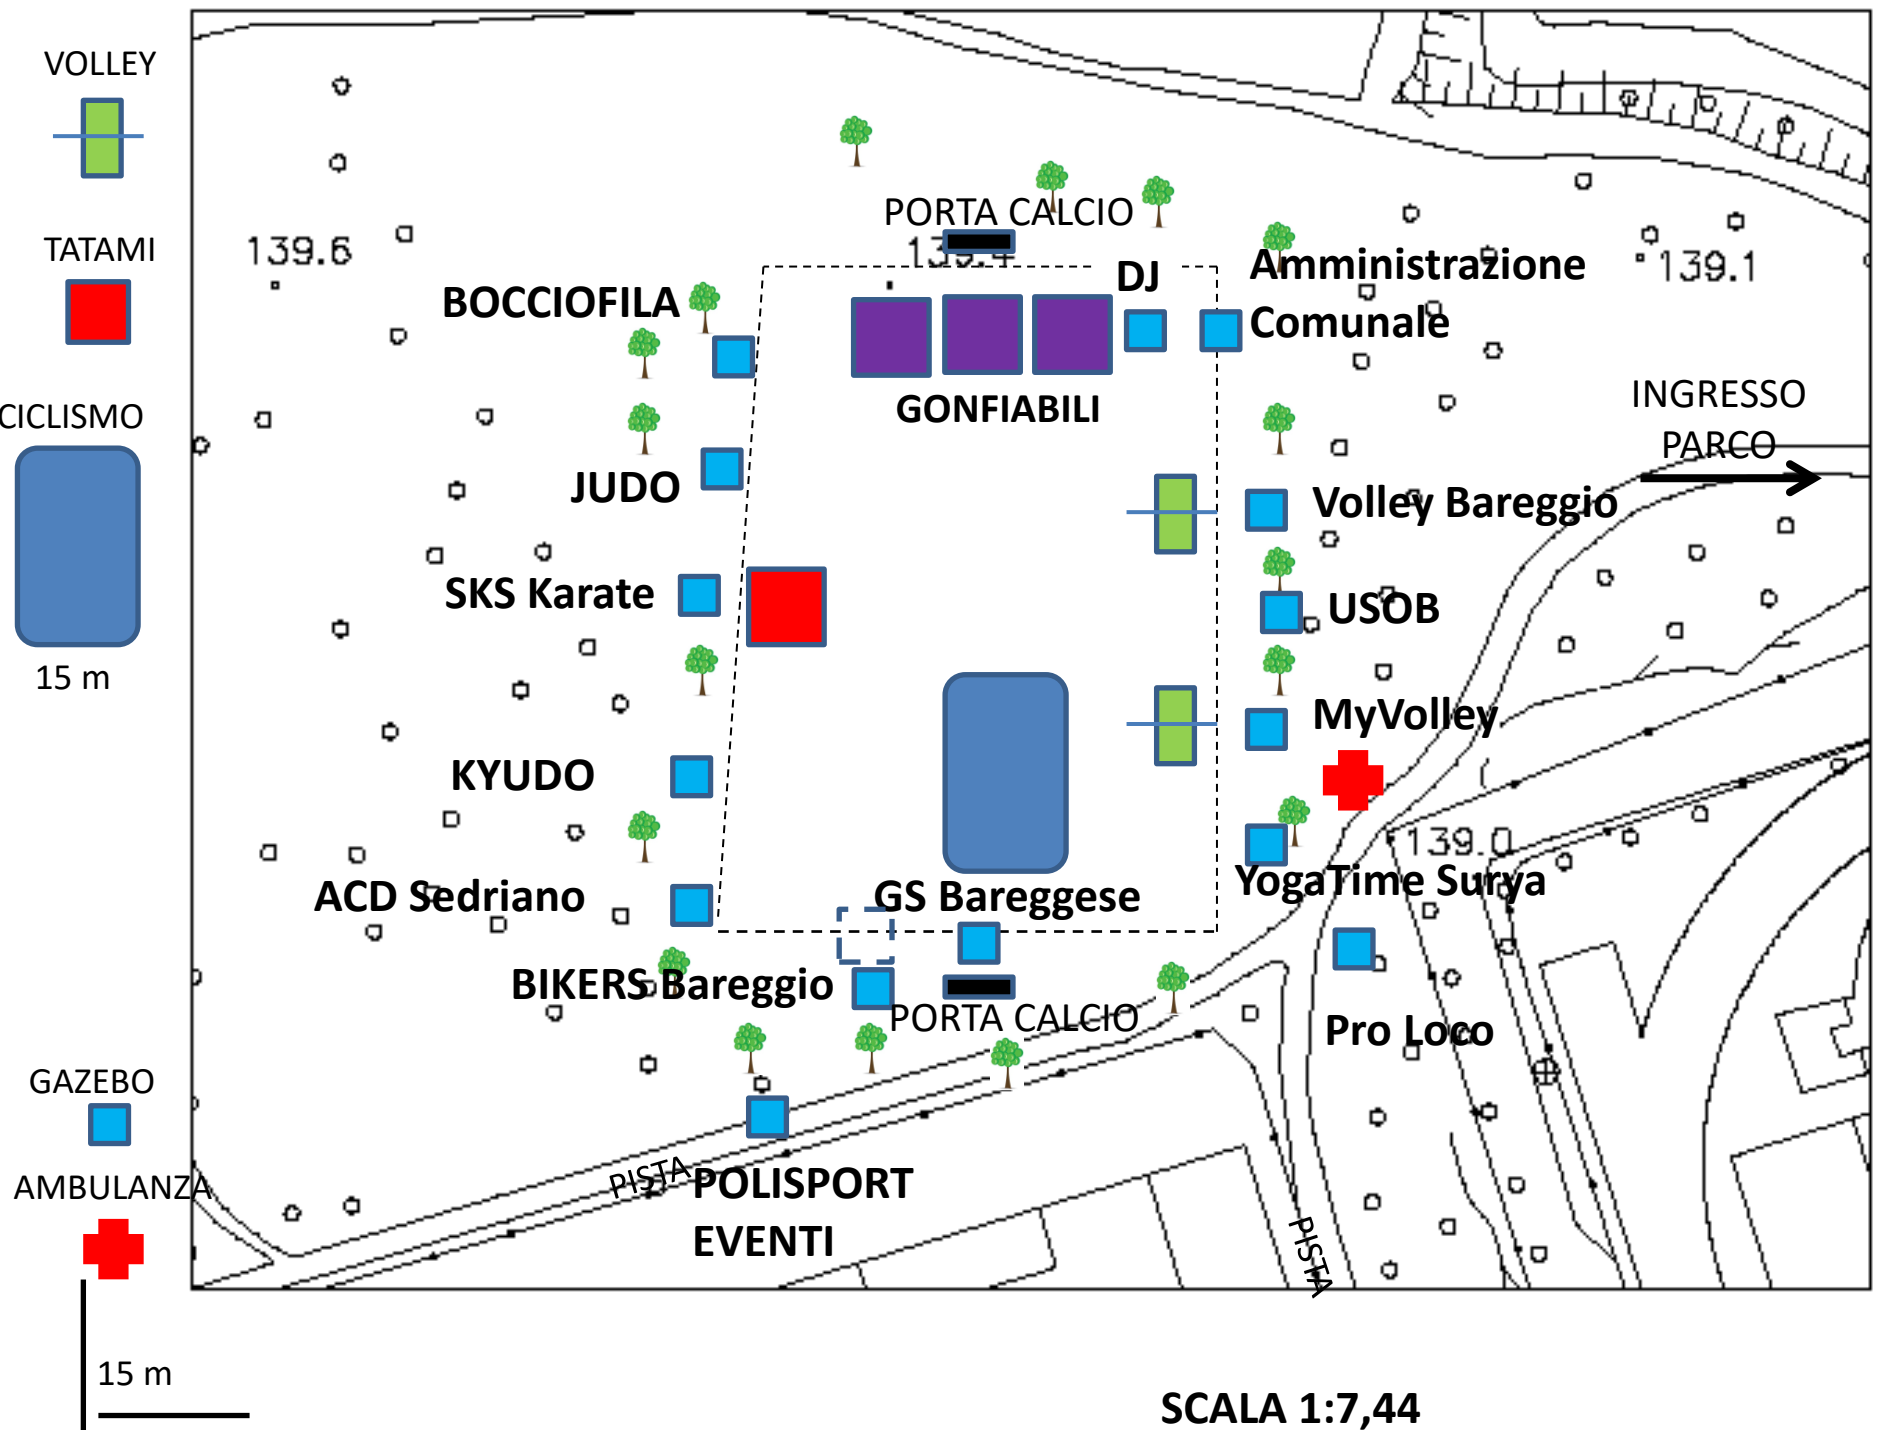 VOLLEY
TATAMI
CICLISMO
15 m
GAZEBO
AMBULANZA
15 m
139.6
PORTA CALCIO
139.4
DJ
Amministrazione
Comunale
139.1
BOCCIOFILA
GONFIABILI
INGRESSO
PARCO
JUDO
Volley Bareggio
SKS Karate
USOB
MyVolley
KYUDO
139.0
ACD Sedriano
GS Bareggese
YogaTime Surya
BIKERS Bareggio
PORTA CALCIO
Pro Loco
PISTA
POLISPORT
EVENTI
PISTA
SCALA 1:7,44